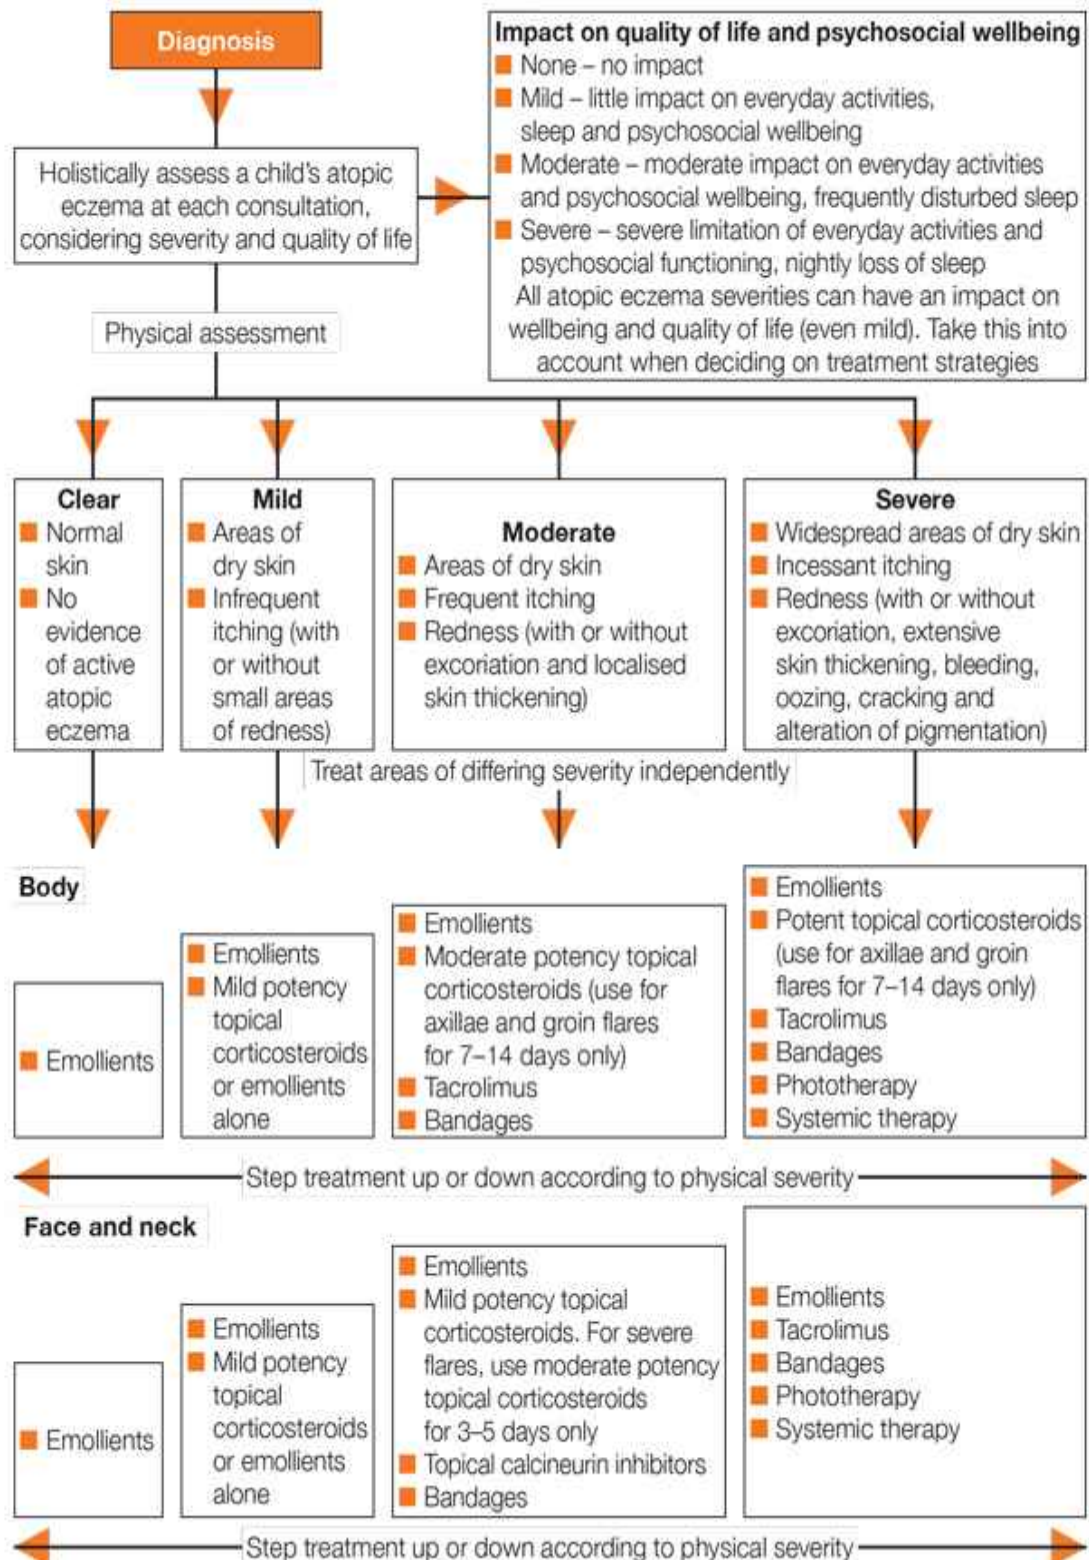 Diagnosis
Holistically assess a child's atopic
eczema at each consultation,
considering severity and quality of life
Impact on quality of life and psychosocial wellbeing
None – no impact
Mild – little impact on everyday activities,
sleep and psychosocial wellbeing
Moderate – moderate impact on everyday activities
and psychosocial wellbeing, frequently disturbed sleep
Severe – severe limitation of everyday activities and
psychosocial functioning, nightly loss of sleep
All atopic eczema severities can have an impact on
wellbeing and quality of life (even mild). Take this into
account when deciding on treatment strategies
Physical assessment
Clear
Normal
skin
No
evidence
of active
atopic
eczema
Mild
Areas of
dry skin
Infrequent
itching (with
or without
small areas
of redness)
Moderate
Areas of dry skin
Frequent itching
Redness (with or without
excoriation and localised
skin thickening)
Severe
Widespread areas of dry skin
Incessant itching
Redness (with or without
excoriation, extensive
skin thickening, bleeding,
oozing, cracking and
alteration of pigmentation)
Treat areas of differing severity independently
Body
Emollients
Emollients
Mild potency
topical
corticosteroids
or emollients
alone
Emollients
Moderate potency topical
corticosteroids (use for
axillae and groin flares
for 7–14 days only)
Tacrolimus
Bandages
Emollients
Potent topical corticosteroids
(use for axillae and groin
flares for 7–14 days only)
Tacrolimus
Bandages
Phototherapy
Systemic therapy
Step treatment up or down according to physical severity
Face and neck
Emollients
Emollients
Mild potency
topical
corticosteroids
or emollients
alone
Emollients
Mild potency topical
corticosteroids. For severe
flares, use moderate potency
topical corticosteroids
for 3–5 days only
Topical calcineurin inhibitors
Bandages
Emollients
Tacrolimus
Bandages
Phototherapy
Systemic therapy
Step treatment up or down according to physical severity